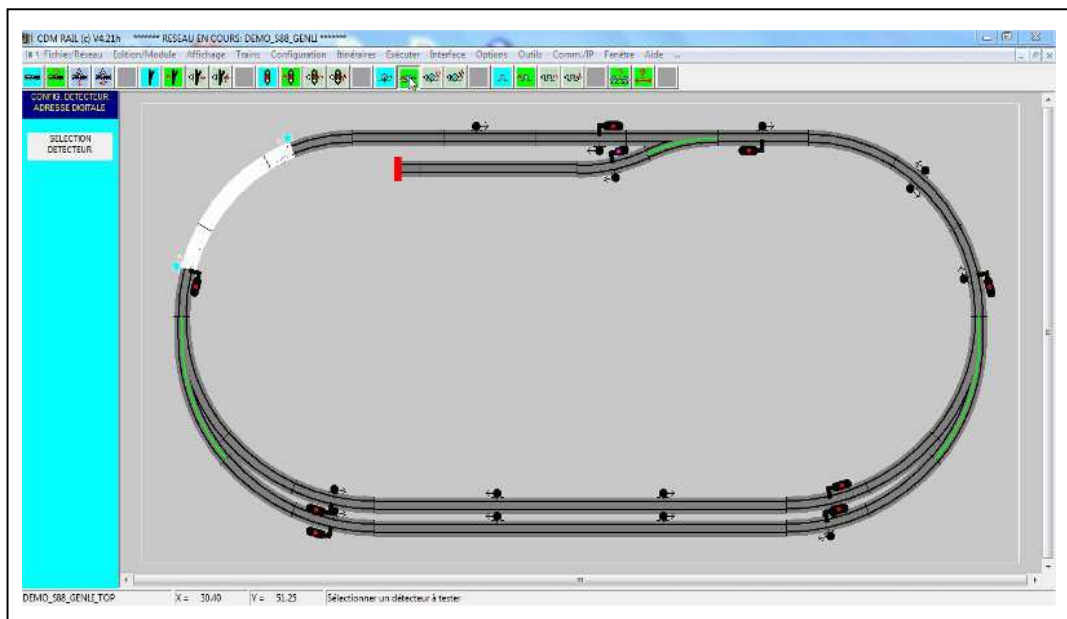 CDM RAIL (c) V4.21h ****** RESEAU EN COURS: DEMO_S88_GENLI ******
Fichier/Réseau Edition/Module Affichage Trains Configuration Itinéraires Exécuter Interface Options Outils Comm/IP Fenêtre Aide ...
CONFIG. DETECTEUR
ADRESSE DIGITALE
SELECTION
DETECTEUR
DEMO_S88_GENLI_TOP X = 30.40 Y = 51.25 Sélectionner un détecteur à tester